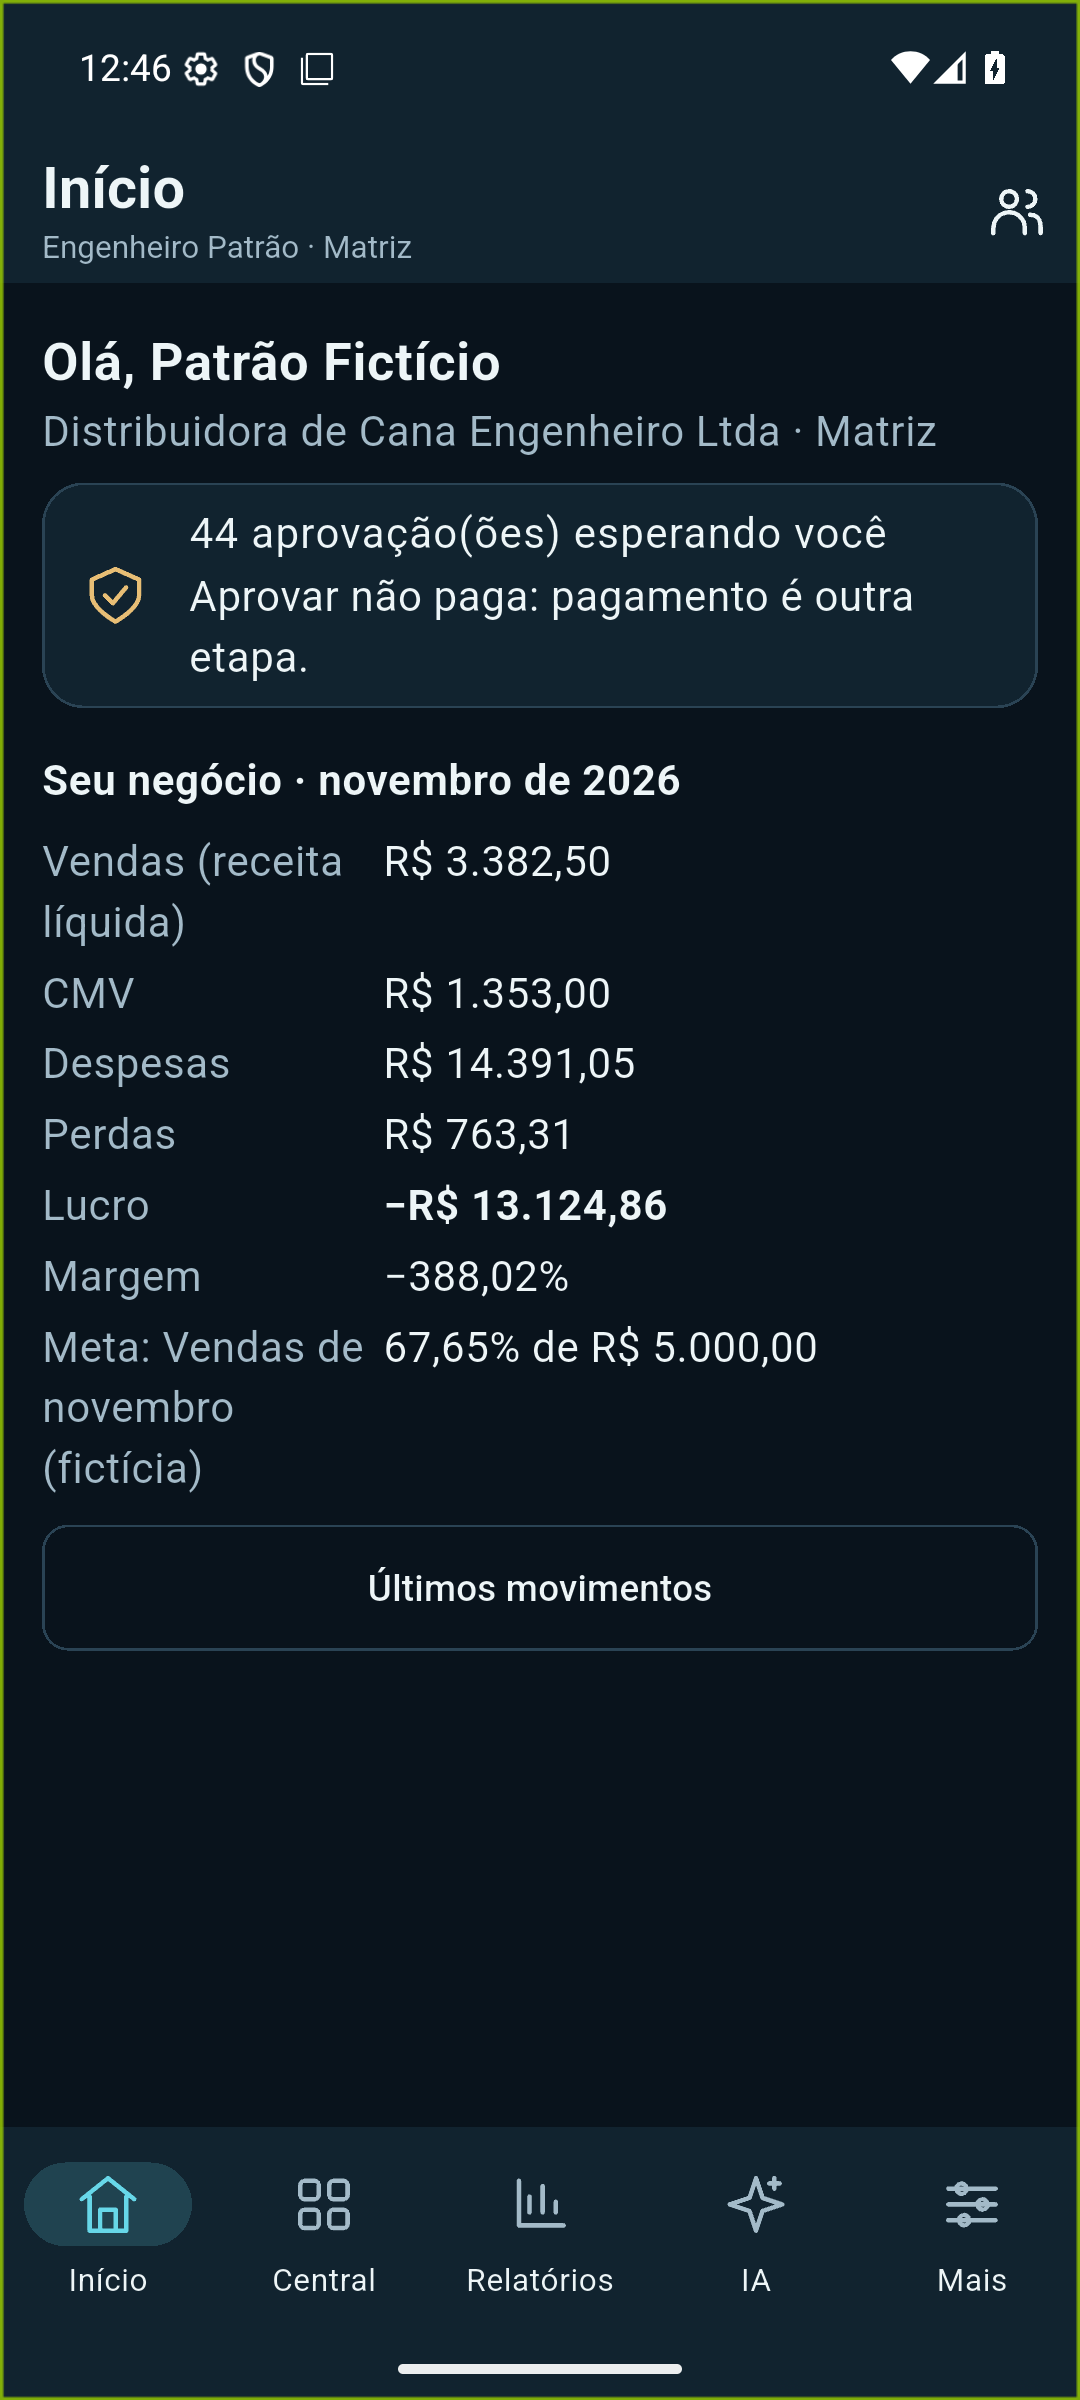 12:46
Início
Engenheiro Patrão · Matriz
Olá, Patrão Fictício
Distribuidora de Cana Engenheiro Ltda · Matriz
44 aprovação(ões) esperando você
Aprovar não paga: pagamento é outra
etapa.
Seu negócio · novembro de 2026
Vendas (receita R$ 3.382,50
líquida)
CMV R$ 1.353,00
Despesas R$ 14.391,05
Perdas R$ 763,31
Lucro −R$ 13.124,86
Margem −388,02%
Meta: Vendas de 67,65% de R$ 5.000,00
novembro
(fictícia)
Últimos movimentos
Início Central Relatórios IA Mais